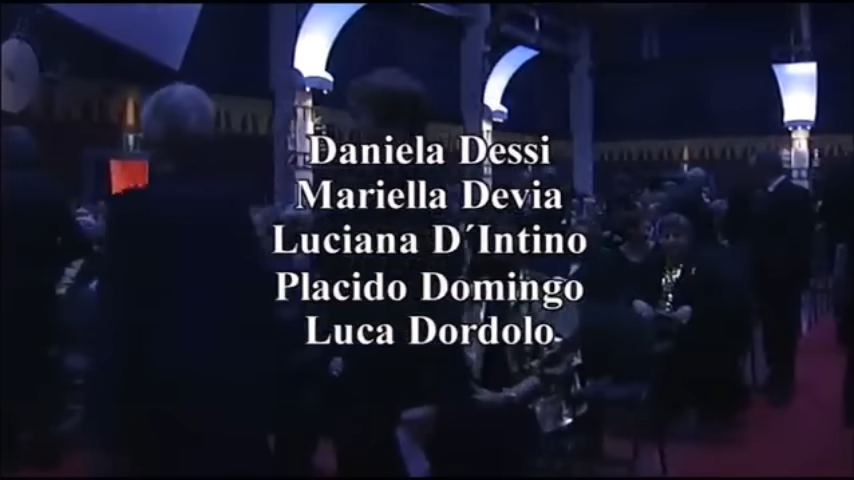 Daniela Dessi
Mariella Devia
Luciana D´Intino
Placido Domingo
Luca Dordolo